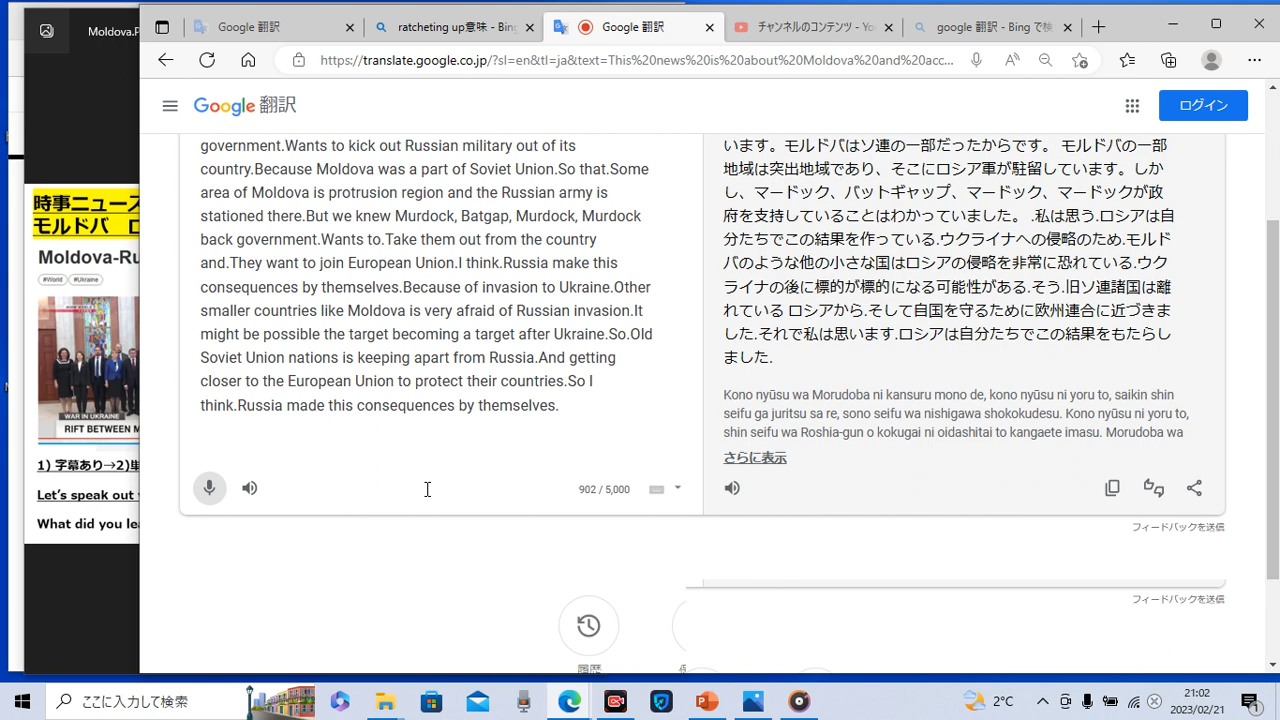 Moldova.P
Google 翻訳
ratcheting up意味 - Bing
Google 翻訳
チャンネルのコンテンツ - Yo
google 翻訳 - Bing で検
https://translate.google.co.jp/?sl=en&tl=ja&text=This%20news%20is%20about%20Moldova%20and%20acc...
Google 翻訳
ログイン
government.Wants to kick out Russian military out of its
country.Because Moldova was a part of Soviet Union.So that.Some
area of Moldova is protrusion region and the Russian army is
stationed there.But we knew Murdock, Batgap, Murdock, Murdock
back government.Wants to.Take them out from the country
and.They want to join European Union.I think.Russia make this
consequences by themselves.Because of invasion to Ukraine.Other
smaller countries like Moldova is very afraid of Russian invasion.It
might be possible the target becoming a target after Ukraine.So.Old
Soviet Union nations is keeping apart from Russia.And getting
closer to the European Union to protect their countries.So I
think.Russia made this consequences by themselves.
902 / 5,000
います。モルドバはソ連の一部だったからです。 モルドバの一部
地域は突出地域であり、そこにロシア軍が駐留しています。しか
し、マードック、バットギャップ、マードック、マードックが政
府を支持していることはわかっていました。 .私は思う.ロシアは自
分たちでこの結果を作っている.ウクライナへの侵略のため.モルド
バのような他の小さな国はロシアの侵略を非常に恐れている.ウク
ライナの後に標的が標的になる可能性がある.そう.旧ソ連諸国は離
れている ロシアから.そして自国を守るために欧州連合に近づきま
した.それで私は思います.ロシアは自分たちでこの結果をもたらし
ました.
Kono nyūsu wa Morudoba ni kansuru mono de, kono nyūsu ni yoru to, saikin shin
seifu ga juritsu sa re, sono seifu wa nishigawa shokokudesu. Kono nyūsu ni yoru to,
shin seifu wa Roshia-gun o kokugai ni oidashitai to kangaete imasu. Morudoba wa
さらに表示
フィードバックを送信
フィードバックを送信
履歴
時事ニュース
モルドバ ロ
Moldova-Ru
#World
#Ukraine
WAR IN UKRAINE
RIFT BETWEEN M
1) 字幕あり→2)単
Let's speak out
What did you lea
ここに入力して検索
2°C
21:02
2023/02/21
1